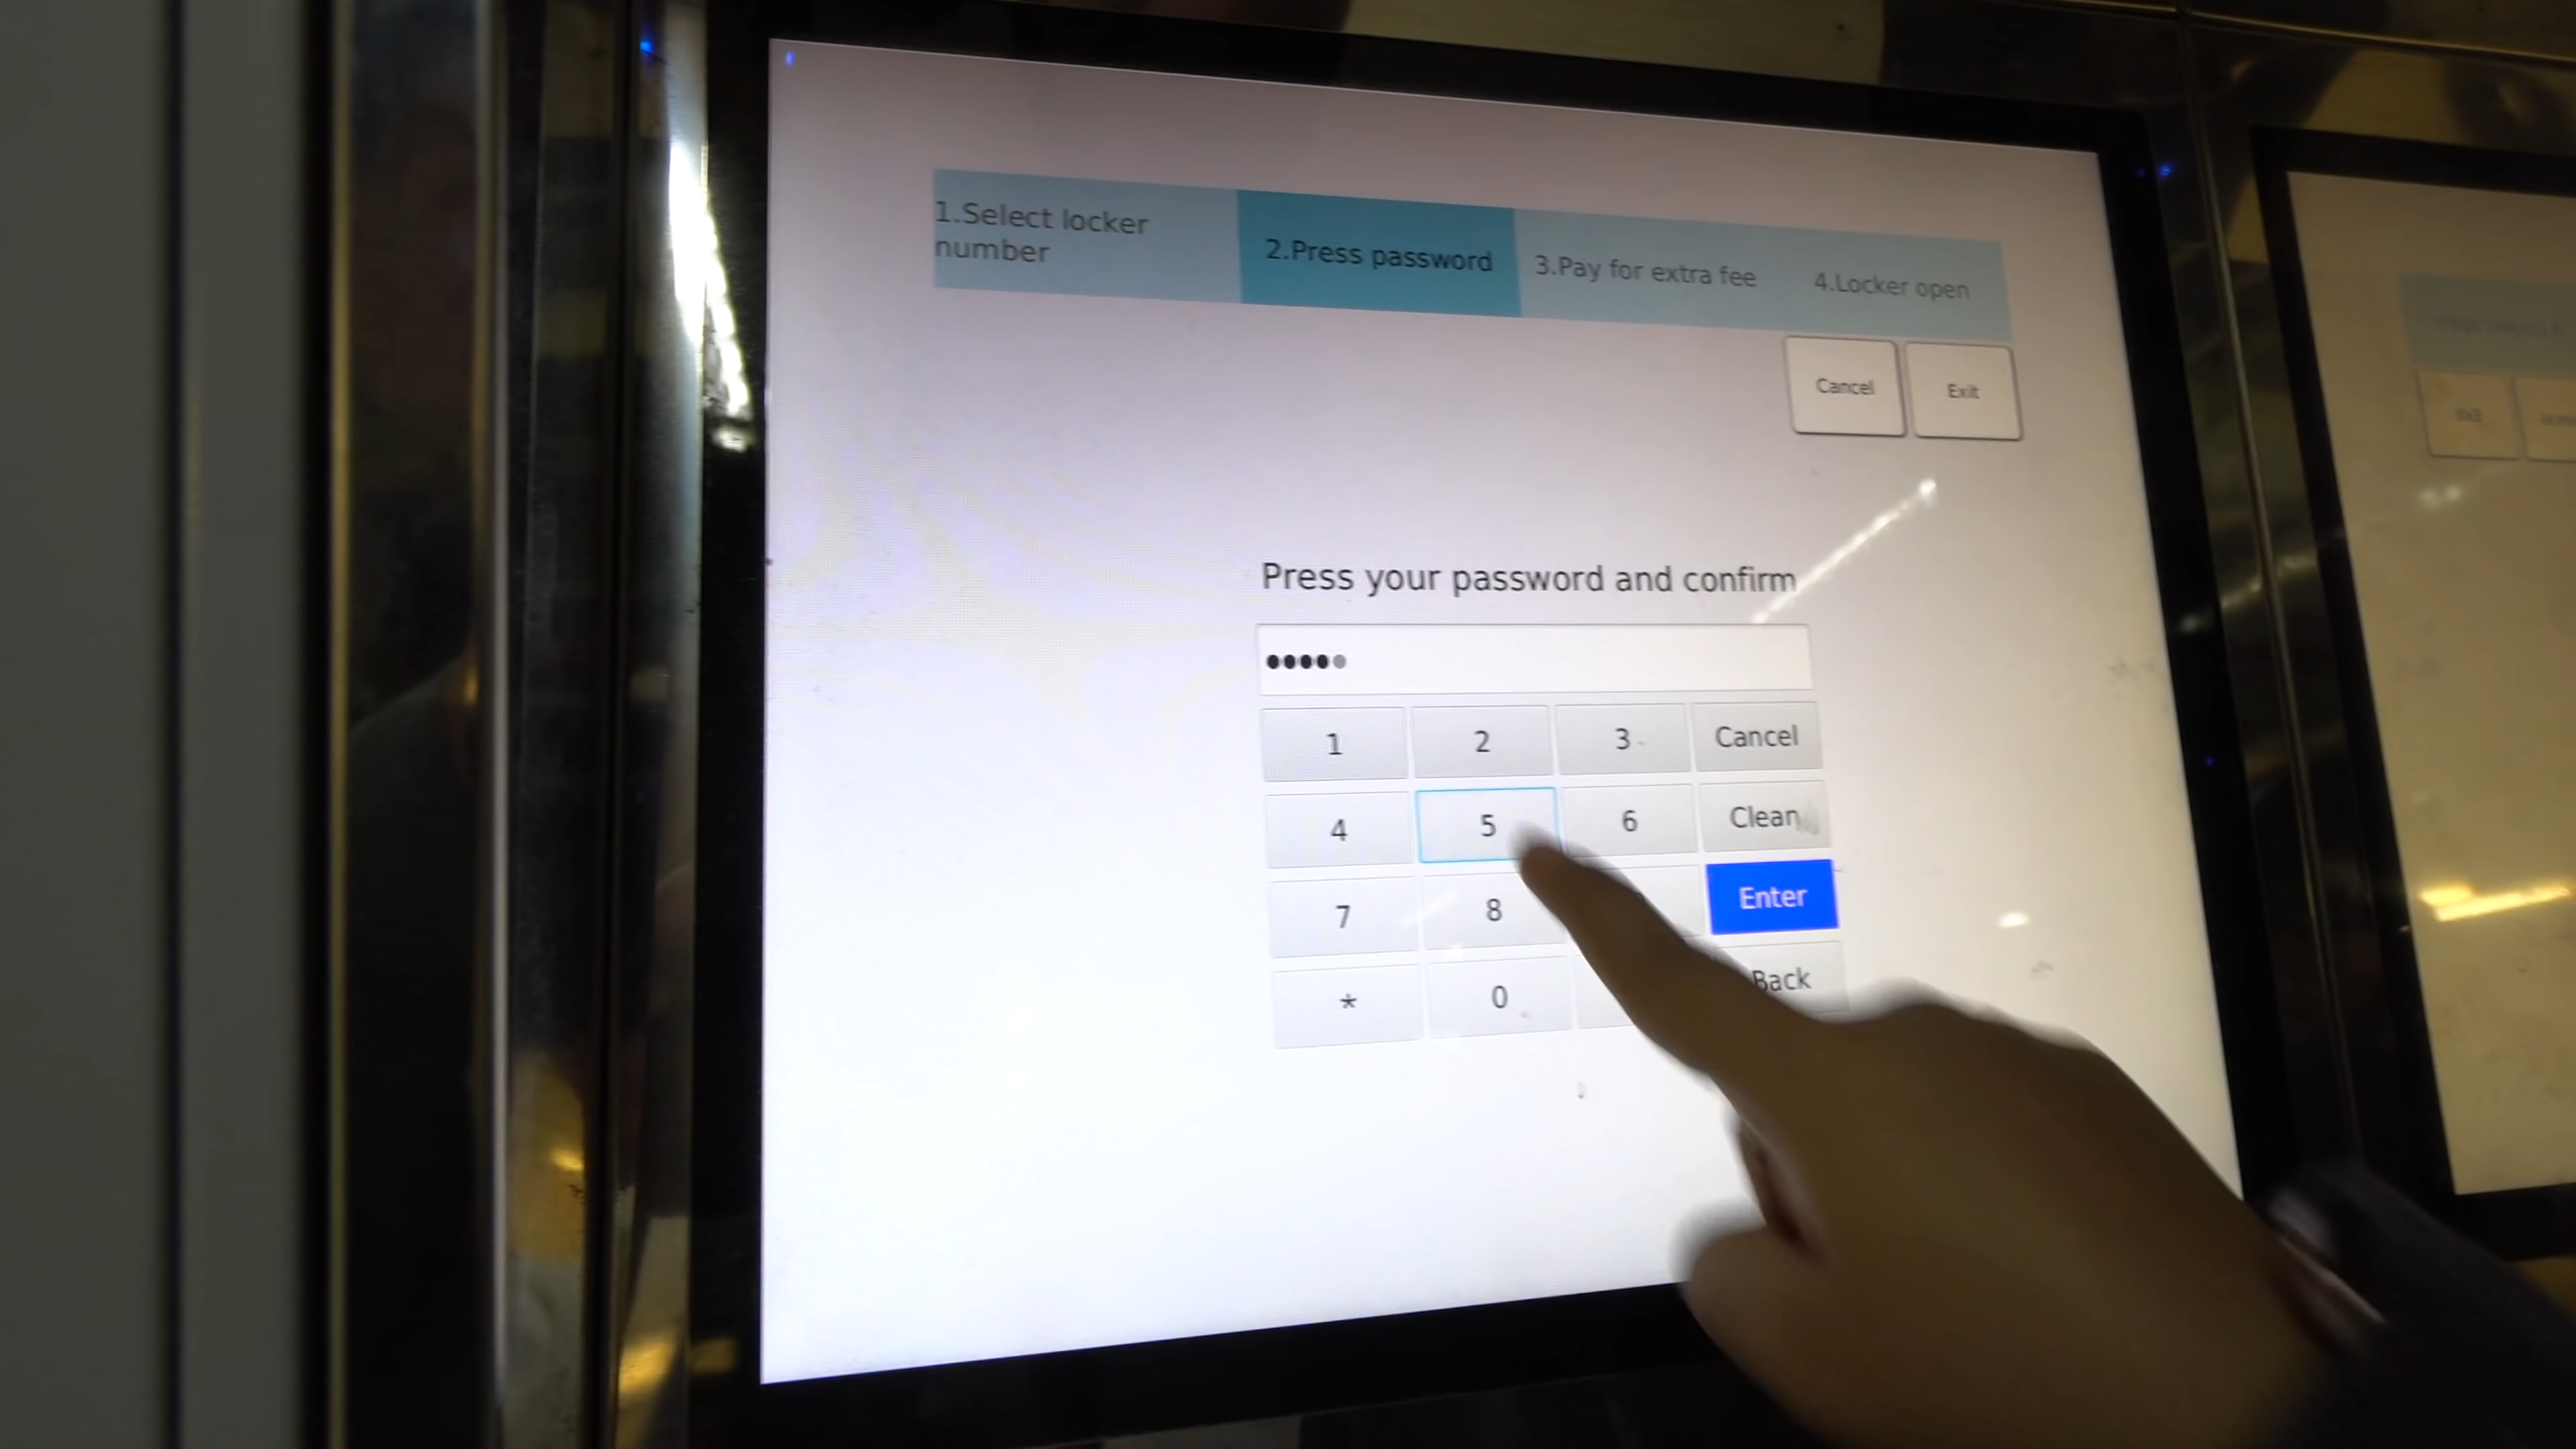 1.Select locker
number
2.Press password
3.Pay for extra fee
4.Locker open
Cancel
Exit
Press your password and confirm
●●●●●
1
2
3
Cancel
4
5
6
Clean
7
8
Enter
*
0
Back